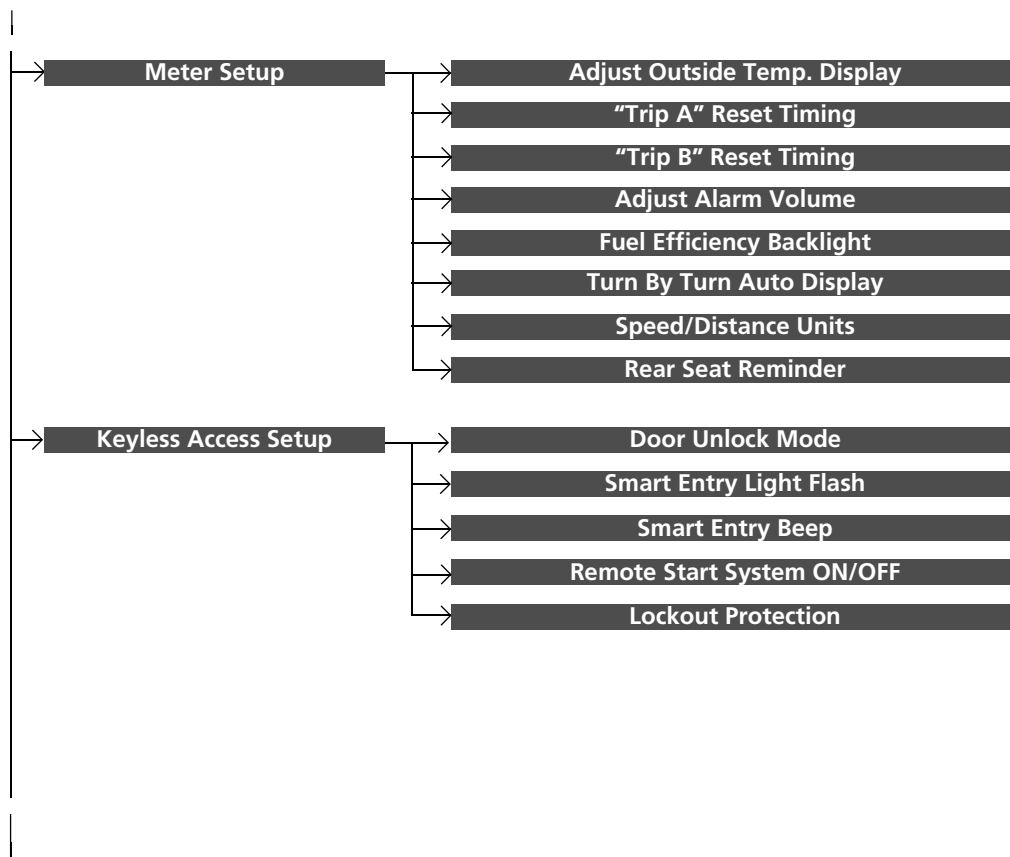 Meter Setup
Adjust Outside Temp. Display
“Trip A” Reset Timing
“Trip B” Reset Timing
Adjust Alarm Volume
Fuel Efficiency Backlight
Turn By Turn Auto Display
Speed/Distance Units
Rear Seat Reminder
Keyless Access Setup
Door Unlock Mode
Smart Entry Light Flash
Smart Entry Beep
Remote Start System ON/OFF
Lockout Protection